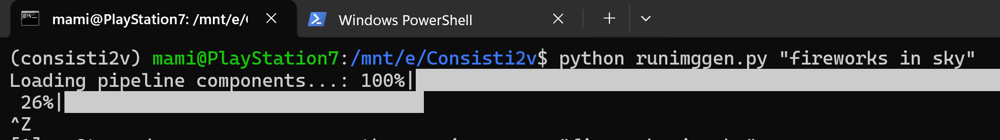 mami@PlayStation7: /mnt/e/
Windows PowerShell
(consisti2v) mami@PlayStation7:/mnt/e/Consisti2v$ python runimggen.py "fireworks in sky"
Loading pipeline components...: 100%|
26%|
^Z